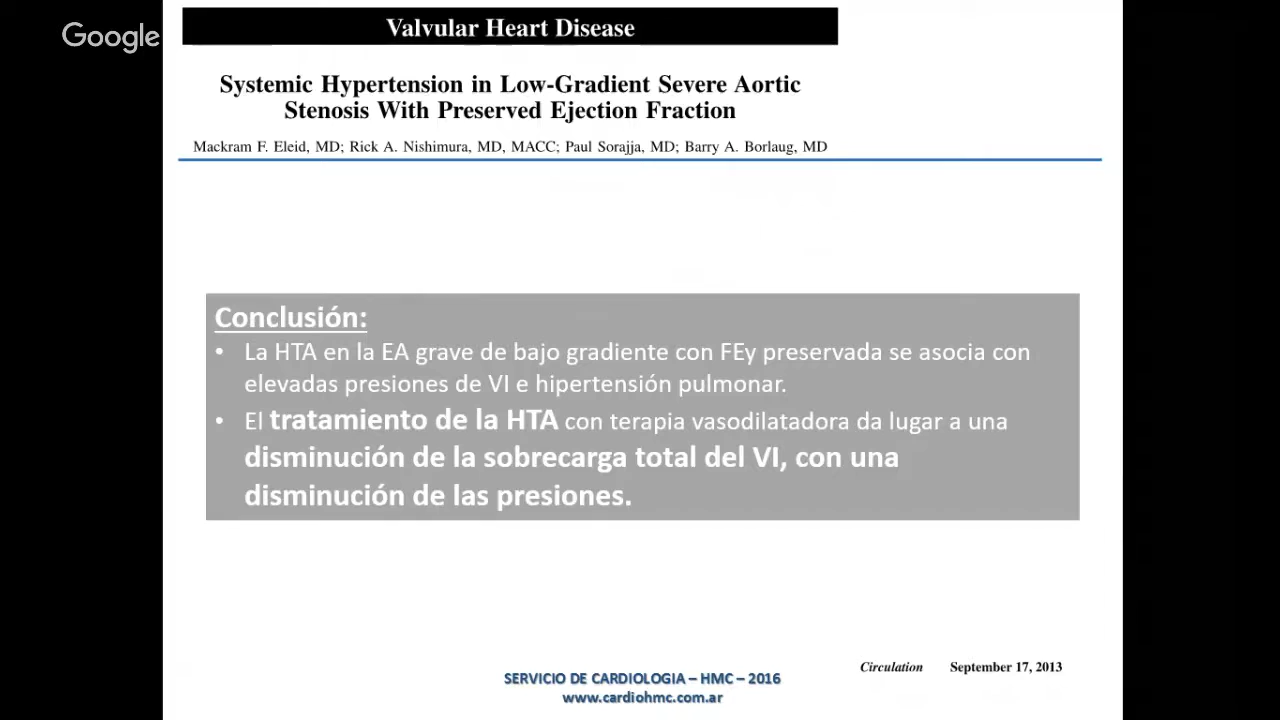 Google
Valvular Heart Disease
Systemic Hypertension in Low-Gradient Severe Aortic
Stenosis With Preserved Ejection Fraction
Mackram F. Eleid, MD; Rick A. Nishimura, MD, MACC; Paul Sorajja, MD; Barry A. Borlaug, MD
Conclusión:
• La HTA en la EA grave de bajo gradiente con FEy preservada se asocia con
elevadas presiones de VI e hipertensión pulmonar.
• El tratamiento de la HTA con terapia vasodilatadora da lugar a una
disminución de la sobrecarga total del VI, con una
disminución de las presiones.
Circulation September 17, 2013
SERVICIO DE CARDIOLOGIA – HMC – 2016
www.cardiohmc.com.ar